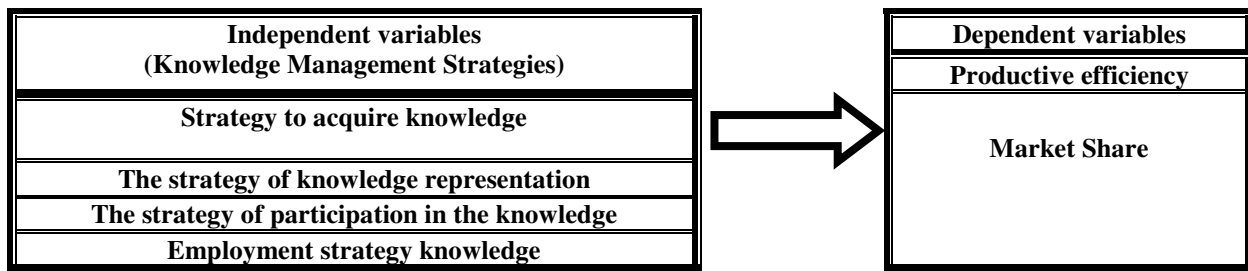 Independent variables
(Knowledge Management Strategies)
Strategy to acquire knowledge
The strategy of knowledge representation
The strategy of participation in the knowledge
Employment strategy knowledge
Dependent variables
Productive efficiency
Market Share